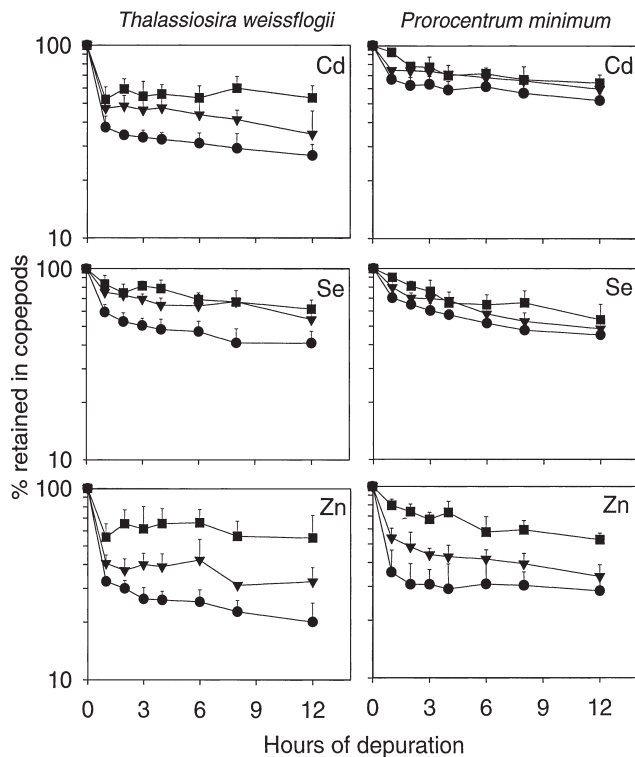 Thalassiosira weissflogii
Prorocentrum minimum
100
Cd
Cd
10
100
Se
Se
10
100
Zn
Zn
10
0 3 6 9 12
0 3 6 9 12
% retained in copepods
Hours of depuration